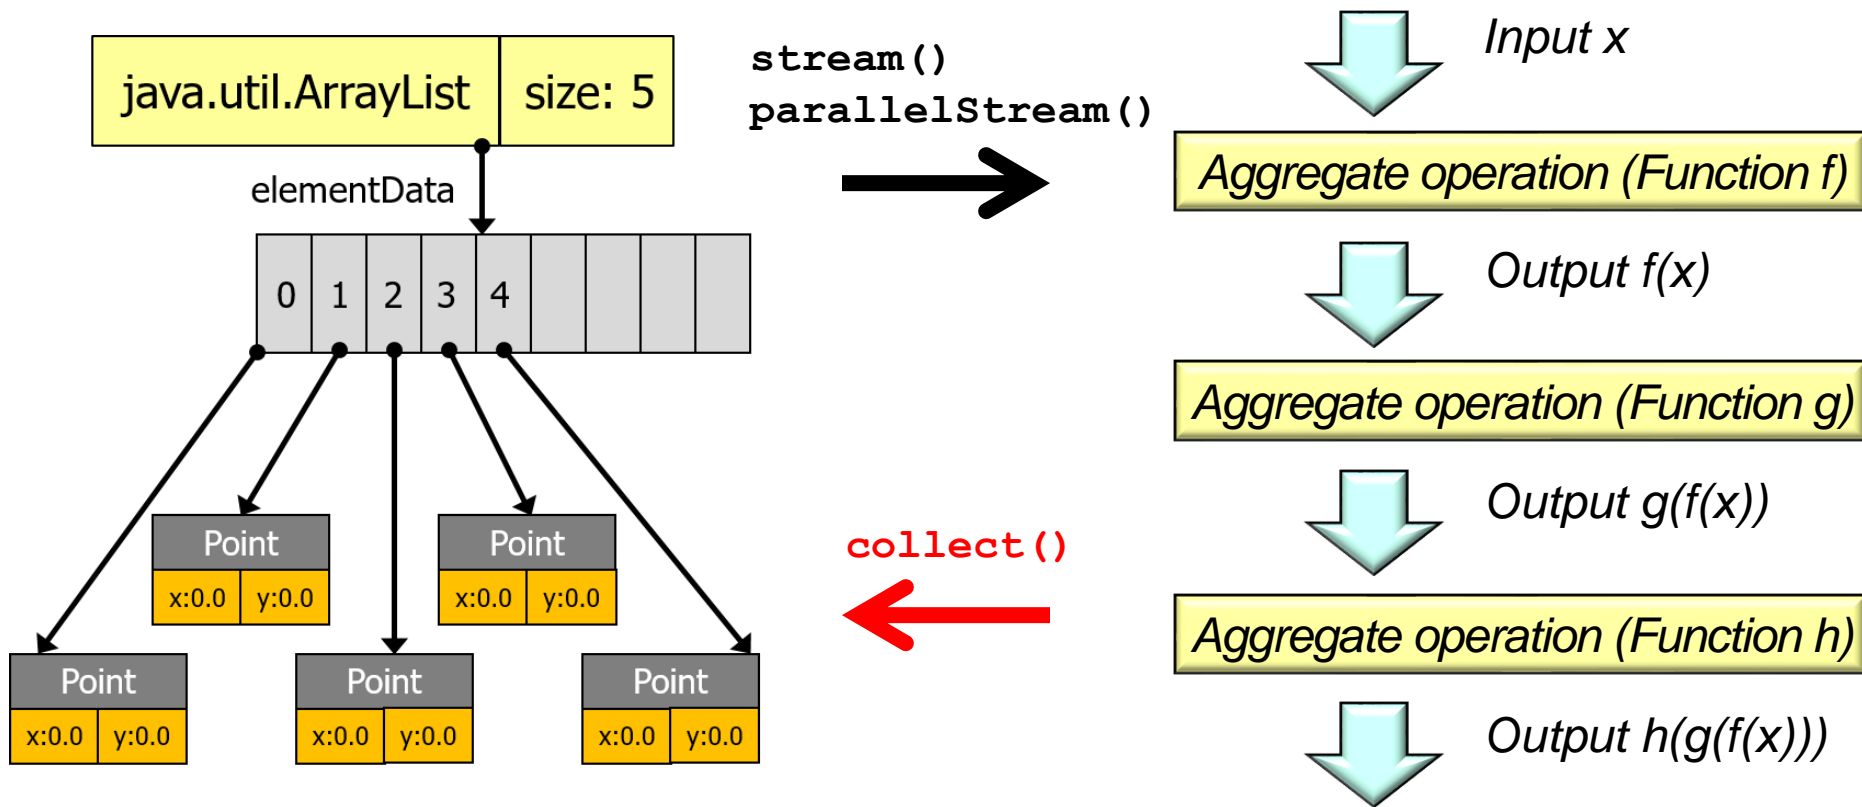 java.util.ArrayList size: 5
elementData
0 1 2 3 4
Point Point
x:0.0 y:0.0 x:0.0 y:0.0
Point Point Point
x:0.0 y:0.0 x:0.0 y:0.0 x:0.0 y:0.0
stream()
parallelStream()
collect()
Input x
Aggregate operation (Function f)
Output f(x)
Aggregate operation (Function g)
Output g(f(x))
Aggregate operation (Function h)
Output h(g(f(x)))